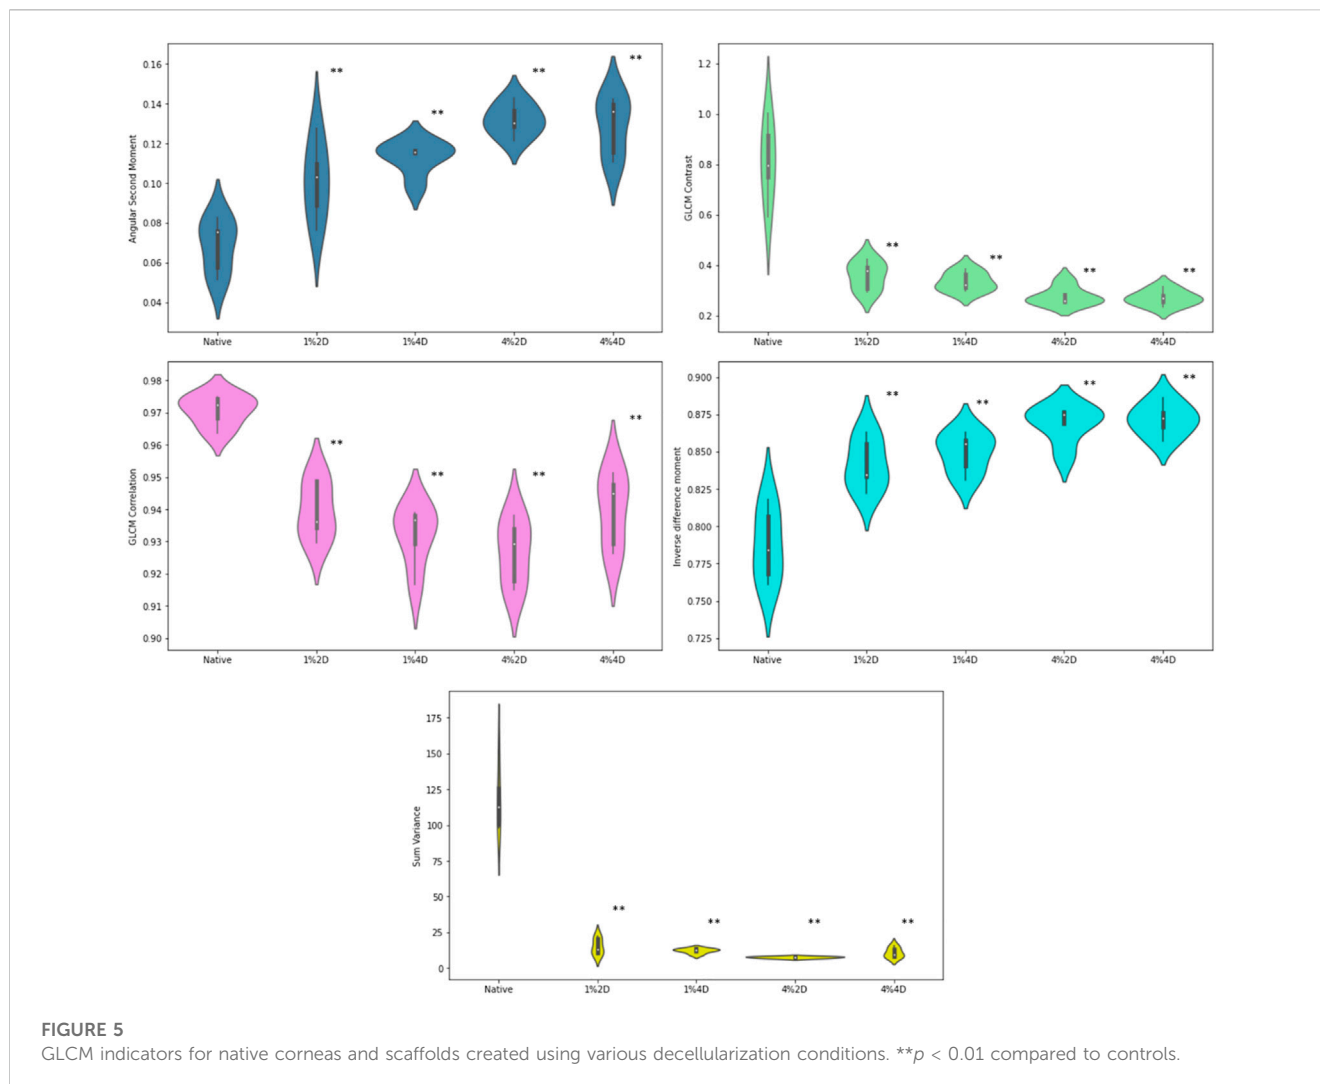 0.16
0.14
0.12
0.10
0.08
0.06
0.04
Angular Second Moment
** ** ** **
Native 1%2D 1%4D 4%2D 4%4D
1.2
1.0
0.8
0.6
0.4
0.2
GLCM Contrast
** ** ** **
Native 1%2D 1%4D 4%2D 4%4D
0.98
0.97
0.96
0.95
0.94
0.93
0.92
0.91
0.90
GLCM Correlation
** ** ** **
Native 1%2D 1%4D 4%2D 4%4D
0.900
0.875
0.850
0.825
0.800
0.775
0.750
0.725
Inverse difference moment
** ** ** **
Native 1%2D 1%4D 4%2D 4%4D
175
150
125
100
75
50
25
0
Sum Variance
** ** ** **
Native 1%2D 1%4D 4%2D 4%4D
FIGURE 5
GLCM indicators for native corneas and scaffolds created using various decellularization conditions. **p < 0.01 compared to controls.